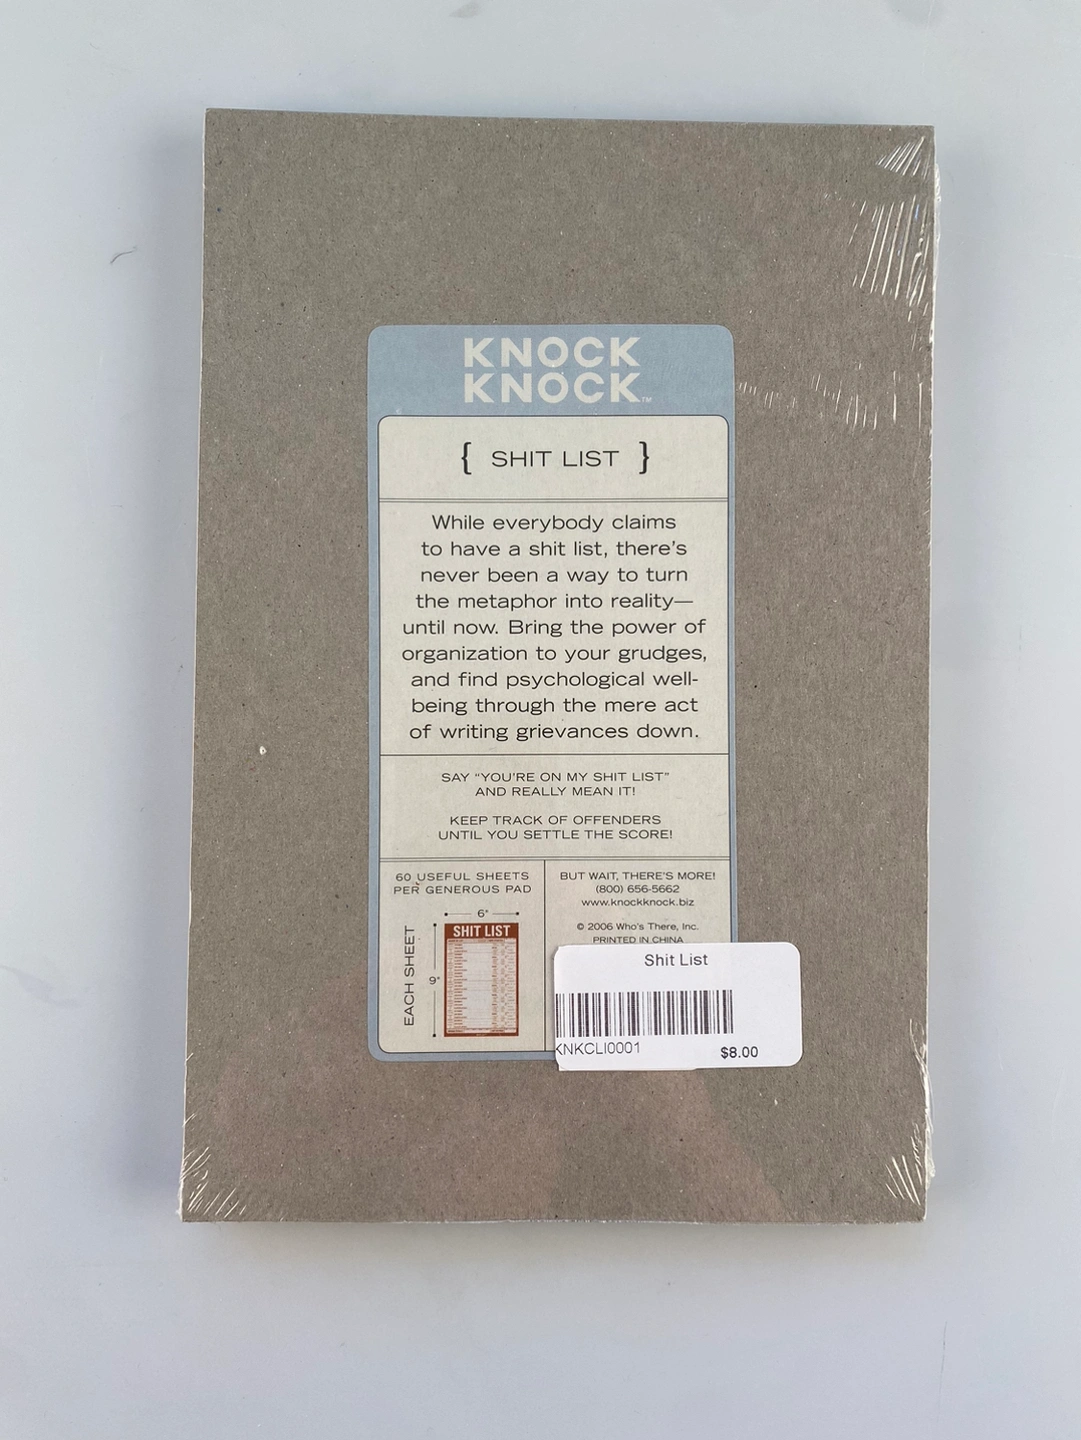 KNOCK
KNOCK™
{ SHIT LIST }
While everybody claims
to have a shit list, there's
never been a way to turn
the metaphor into reality—
until now. Bring the power of
organization to your grudges,
and find psychological well-
being through the mere act
of writing grievances down.
SAY "YOU'RE ON MY SHIT LIST"
AND REALLY MEAN IT!
KEEP TRACK OF OFFENDERS
UNTIL YOU SETTLE THE SCORE!
60 USEFUL SHEETS
PER GENEROUS PAD
6"
EACH SHEET
9"
SHIT LIST
BUT WAIT, THERE'S MORE!
(800) 656-5662
www.knockknock.biz
© 2006 Who's There, Inc.
PRINTED IN CHINA
Shit List
KNKCLI0001
$8.00